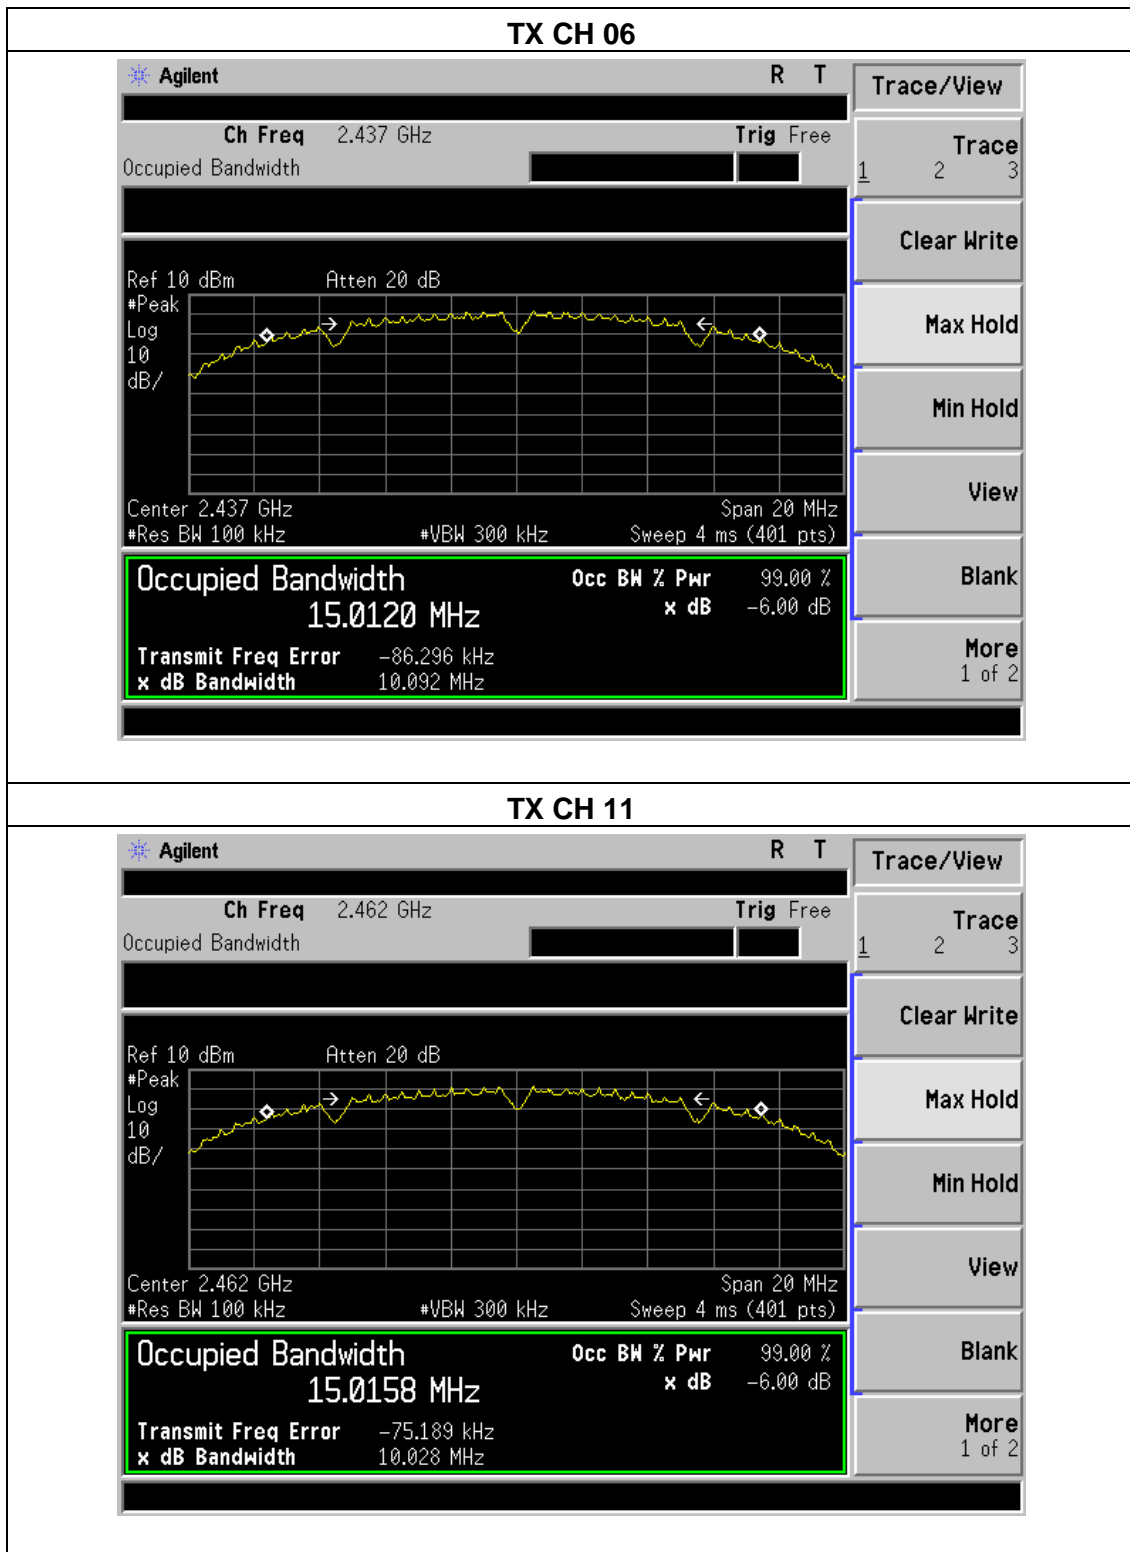 TX CH 06
Agilent R T Trace/View
Ch Freq 2.437 GHz Trig Free
Occupied Bandwidth
Trace
1 2 3
Clear Write
Ref 10 dBm Atten 20 dB
#Peak
Log
10
dB/
Max Hold
Min Hold
View
Center 2.437 GHz Span 20 MHz
#Res BW 100 kHz #VBW 300 kHz Sweep 4 ms (401 pts)
Occupied Bandwidth Occ BW % Pwr 99.00 %
15.0120 MHz x dB -6.00 dB
Blank
Transmit Freq Error -86.296 kHz
x dB Bandwidth 10.092 MHz
More
1 of 2
TX CH 11
Agilent R T Trace/View
Ch Freq 2.462 GHz Trig Free
Occupied Bandwidth
Trace
1 2 3
Clear Write
Ref 10 dBm Atten 20 dB
#Peak
Log
10
dB/
Max Hold
Min Hold
View
Center 2.462 GHz Span 20 MHz
#Res BW 100 kHz #VBW 300 kHz Sweep 4 ms (401 pts)
Occupied Bandwidth Occ BW % Pwr 99.00 %
15.0158 MHz x dB -6.00 dB
Blank
Transmit Freq Error -75.189 kHz
x dB Bandwidth 10.028 MHz
More
1 of 2